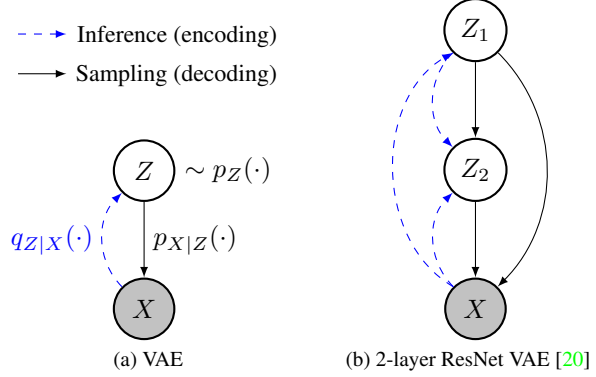 Inference (encoding)
Sampling (decoding)
Z ∼ p_Z(·)
q_{Z|X}(·) p_{X|Z}(·)
X
(a) VAE
Z_1
Z_2
X
(b) 2-layer ResNet VAE [20]